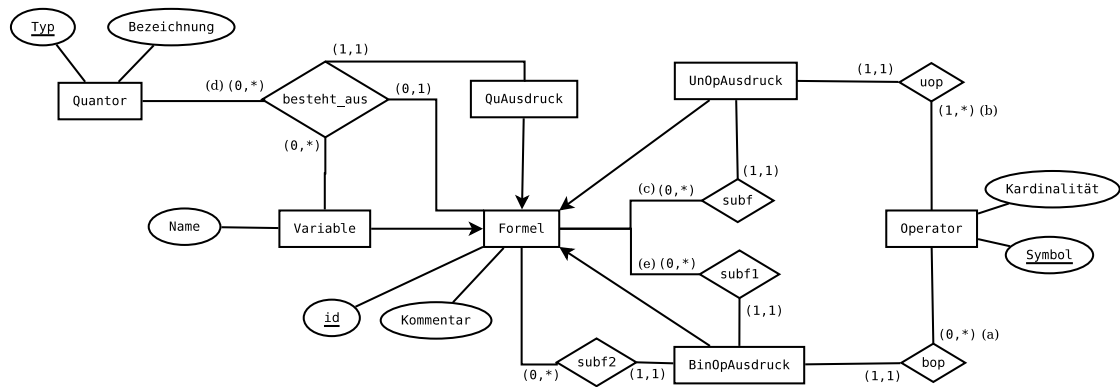 Typ
Bezeichnung
(1,1)
Quantor
(d) (0,*)
besteht_aus
(0,1)
QuAusdruck
UnOpAusdruck
(1,1)
uop
(1,*) (b)
(0,*)
(1,1)
(c) (0,*)
subf
Kardinalität
Name
Variable
Formel
Operator
Symbol
(e) (0,*)
subf1
id
Kommentar
(1,1)
(0,*) (a)
subf2
BinOpAusdruck
bop
(0,*)
(1,1)
(1,1)